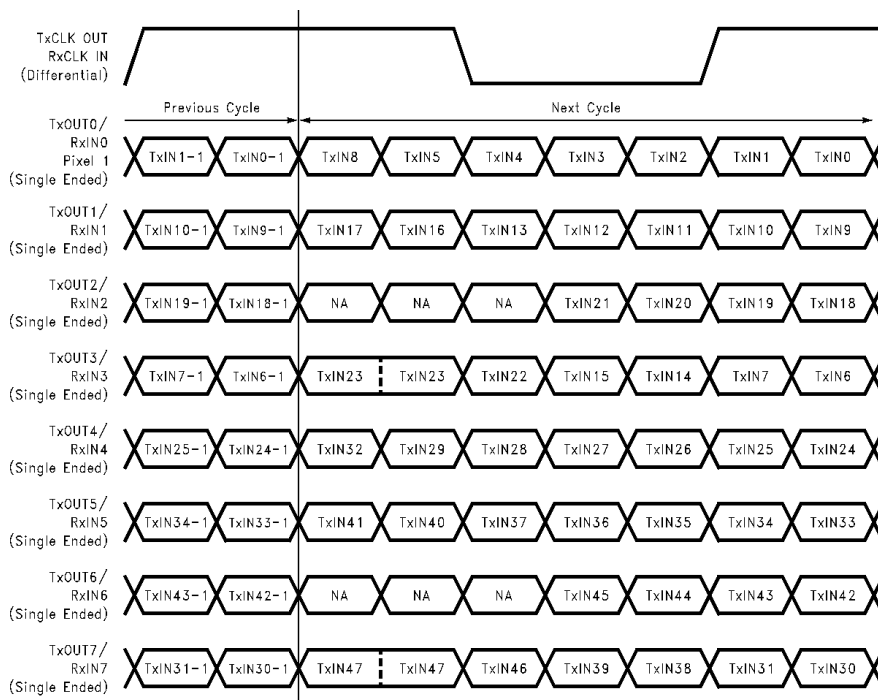 TxCLK OUT
RxCLK IN
(Differential)
Previous Cycle Next Cycle
TxOUT0/
RxIN0
Pixel 1
(Single Ended)
TxIN1-1 TxIN0-1 TxIN8 TxIN5 TxIN4 TxIN3 TxIN2 TxIN1 TxIN0
TxOUT1/
RxIN1
(Single Ended)
TxIN10-1 TxIN9-1 TxIN17 TxIN16 TxIN13 TxIN12 TxIN11 TxIN10 TxIN9
TxOUT2/
RxIN2
(Single Ended)
TxIN19-1 TxIN18-1 NA NA NA TxIN21 TxIN20 TxIN19 TxIN18
TxOUT3/
RxIN3
(Single Ended)
TxIN7-1 TxIN6-1 TxIN23 TxIN23 TxIN22 TxIN15 TxIN14 TxIN7 TxIN6
TxOUT4/
RxIN4
(Single Ended)
TxIN25-1 TxIN24-1 TxIN32 TxIN29 TxIN28 TxIN27 TxIN26 TxIN25 TxIN24
TxOUT5/
RxIN5
(Single Ended)
TxIN34-1 TxIN33-1 TxIN41 TxIN40 TxIN37 TxIN36 TxIN35 TxIN34 TxIN33
TxOUT6/
RxIN6
(Single Ended)
TxIN43-1 TxIN42-1 NA NA NA TxIN45 TxIN44 TxIN43 TxIN42
TxOUT7/
RxIN7
(Single Ended)
TxIN31-1 TxIN30-1 TxIN47 TxIN47 TxIN46 TxIN39 TxIN38 TxIN31 TxIN30